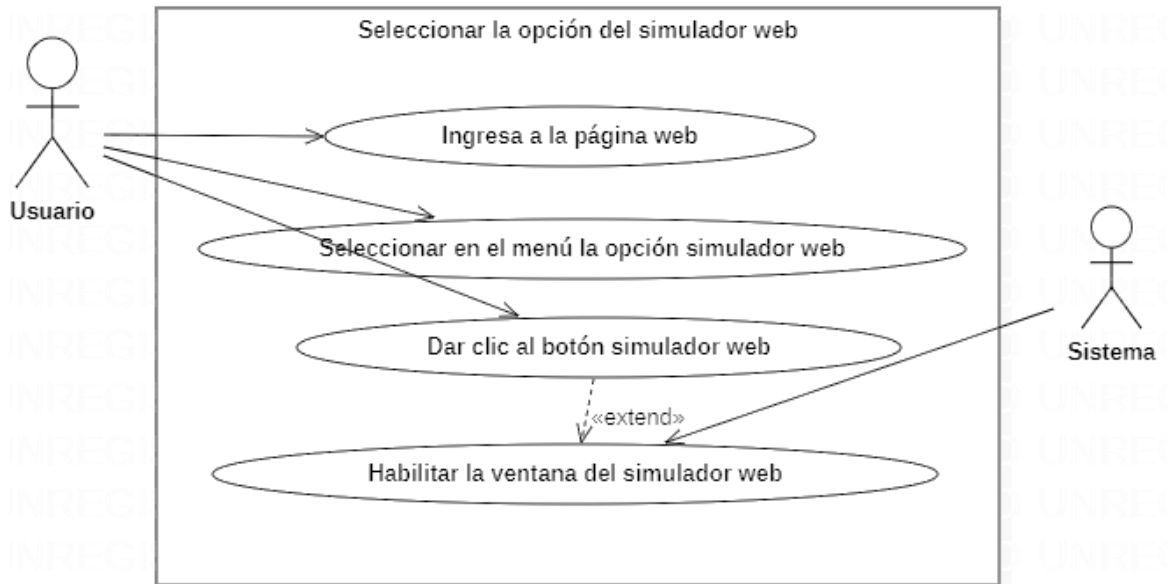 Seleccionar la opción del simulador web
Ingresa a la página web
Usuario
Seleccionar en el menú la opción simulador web
Dar clic al botón simulador web
Sistema
«extend»
Habilitar la ventana del simulador web